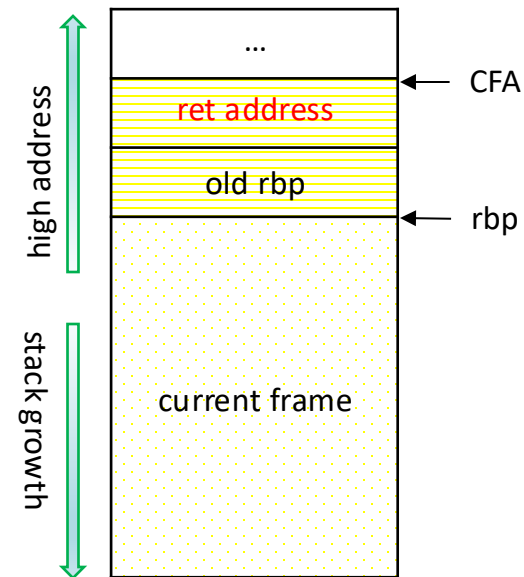 ...
CFA
ret address
old rbp
rbp
high address
current frame
stack growth